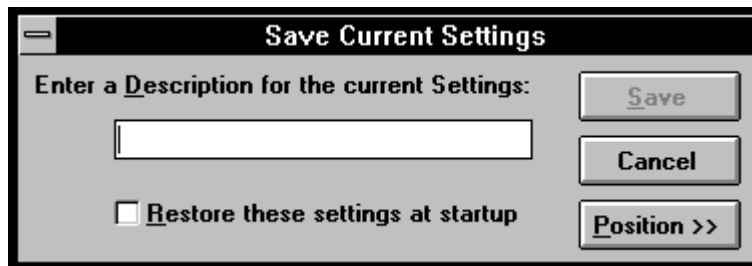 Save Current Settings
Enter a Description for the current Settings:
Save
Cancel
Restore these settings at startup
Position >>